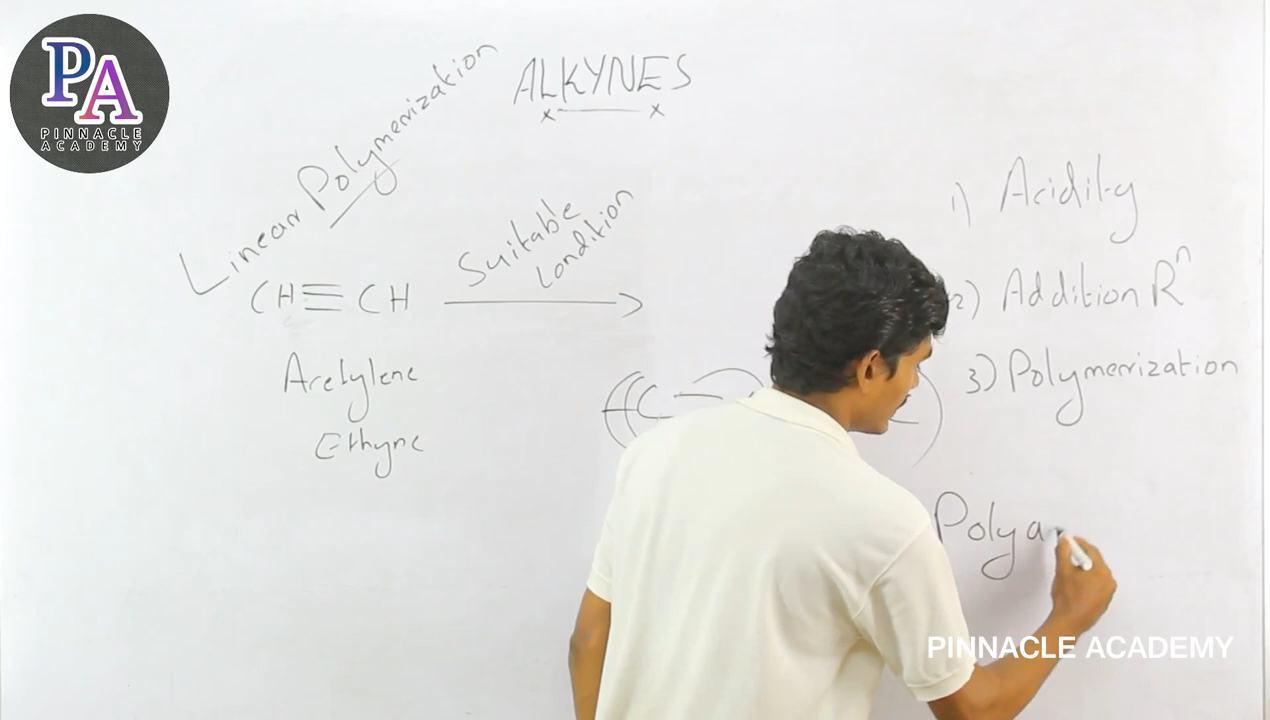 PA
PINNACLE
ACADEMY
ALKYNES
Linear Polymerization
CH≡CH
Suitable
Condition
Acetylene
Ethyne
1) Acidity
2) Addition Rⁿ
3) Polymerization
Polya
PINNACLE ACADEMY